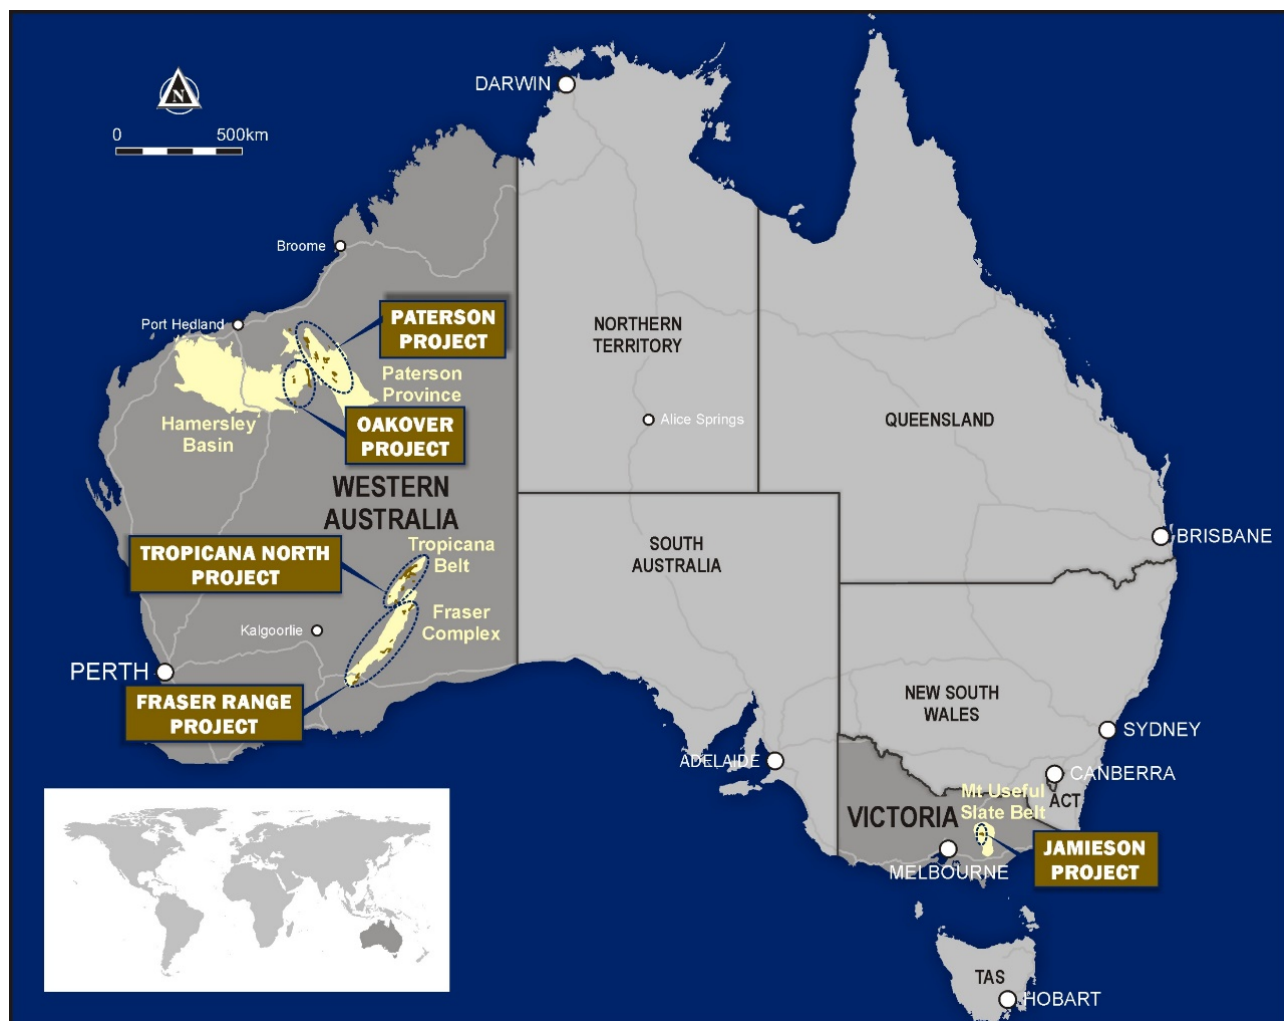 DARWIN
N
0 500km
Broome
Port Hedland
PATERSON
PROJECT
NORTHERN
TERRITORY
Paterson
Province
Hamersley
Basin
OAKOVER
PROJECT
Alice Springs
QUEENSLAND
WESTERN
AUSTRALIA
TROPICANA NORTH
PROJECT
Tropicana
Belt
SOUTH
AUSTRALIA
BRISBANE
Kalgoorlie
Fraser
Complex
PERTH
FRASER RANGE
PROJECT
NEW SOUTH
WALES
SYDNEY
ADELAIDE
CANBERRA
ACT
Mt Useful
Slate Belt
VICTORIA
JAMIESON
PROJECT
MELBOURNE
TAS
HOBART